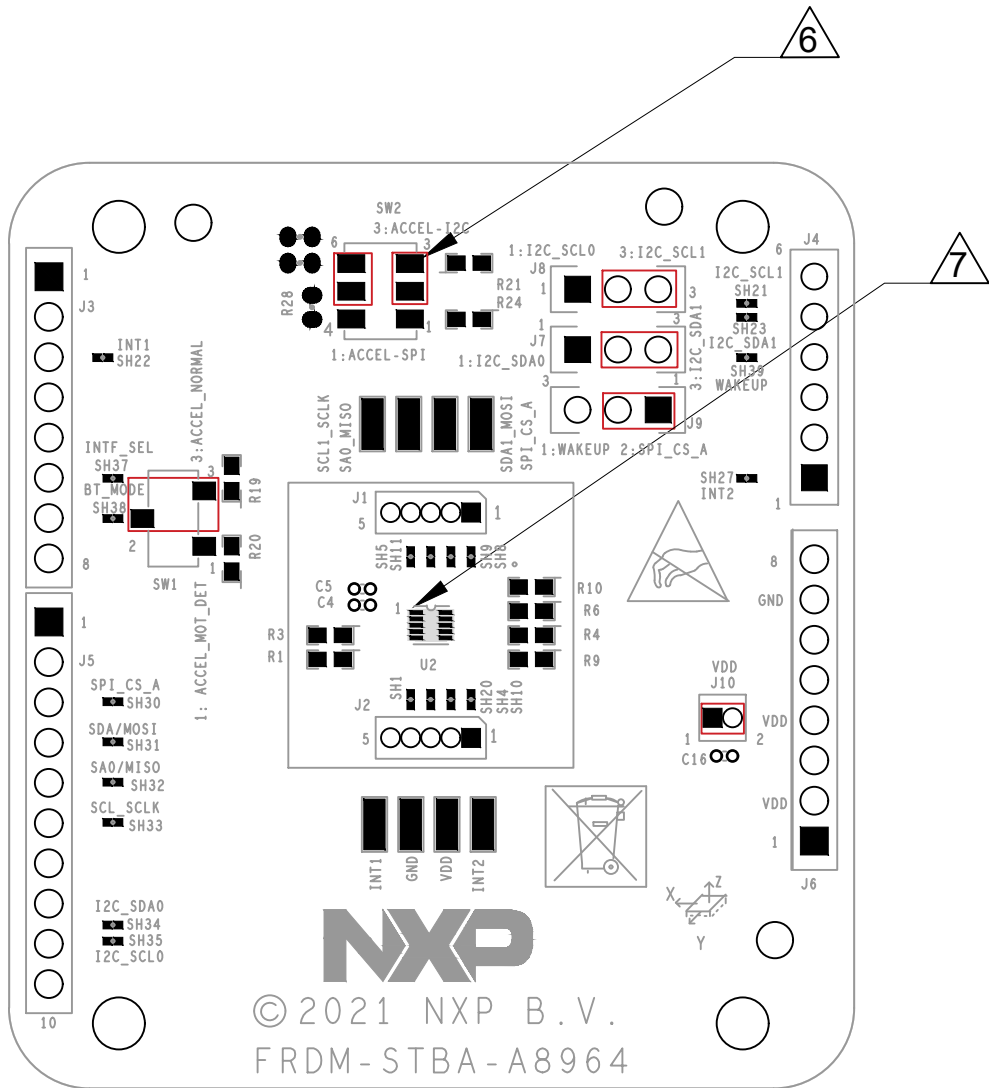 6
7
SW2
3:ACCEL-I2C
6
3
R21
R24
R28
4
1
1:ACCEL-SPI
1:I2C_SCL0
3:I2C_SCL1
J8
1
3
1
3
J7
1:I2C_SDA0
3:I2C_SDA1
3
1
J9
1:WAKEUP 2:SPI_CS_A
J4
6
I2C_SCL1
SH21
SH23
I2C_SDA1
SH39
WAKEUP
SH27
INT2
1
1
J3
INT1
SH22
3:ACCEL_NORMAL
INTF_SEL
SH37
BT_MODE
SH38
3
2
1
SW1
R19
R20
8
1: ACCEL_MOT_DET
SCL1_SCLK
SA0_MISO
SDA1_MOSI
SPI_CS_A
J1
5
1
SH5
SH11
SH9
SH8
C5
C4
1
U2
R10
R6
R4
R9
R3
R1
SH1
SH20
SH4
SH10
J2
5
1
INT1
GND
VDD
INT2
1
J5
SPI_CS_A
SH30
SDA/MOSI
SH31
SA0/MISO
SH32
SCL_SCLK
SH33
I2C_SDA0
SH34
SH35
I2C_SCL0
10
8
GND
VDD
VDD
1
J6
VDD
J10
1
2
C16
X
Z
Y
NXP
© 2021 NXP B.V.
FRDM-STBA-A8964